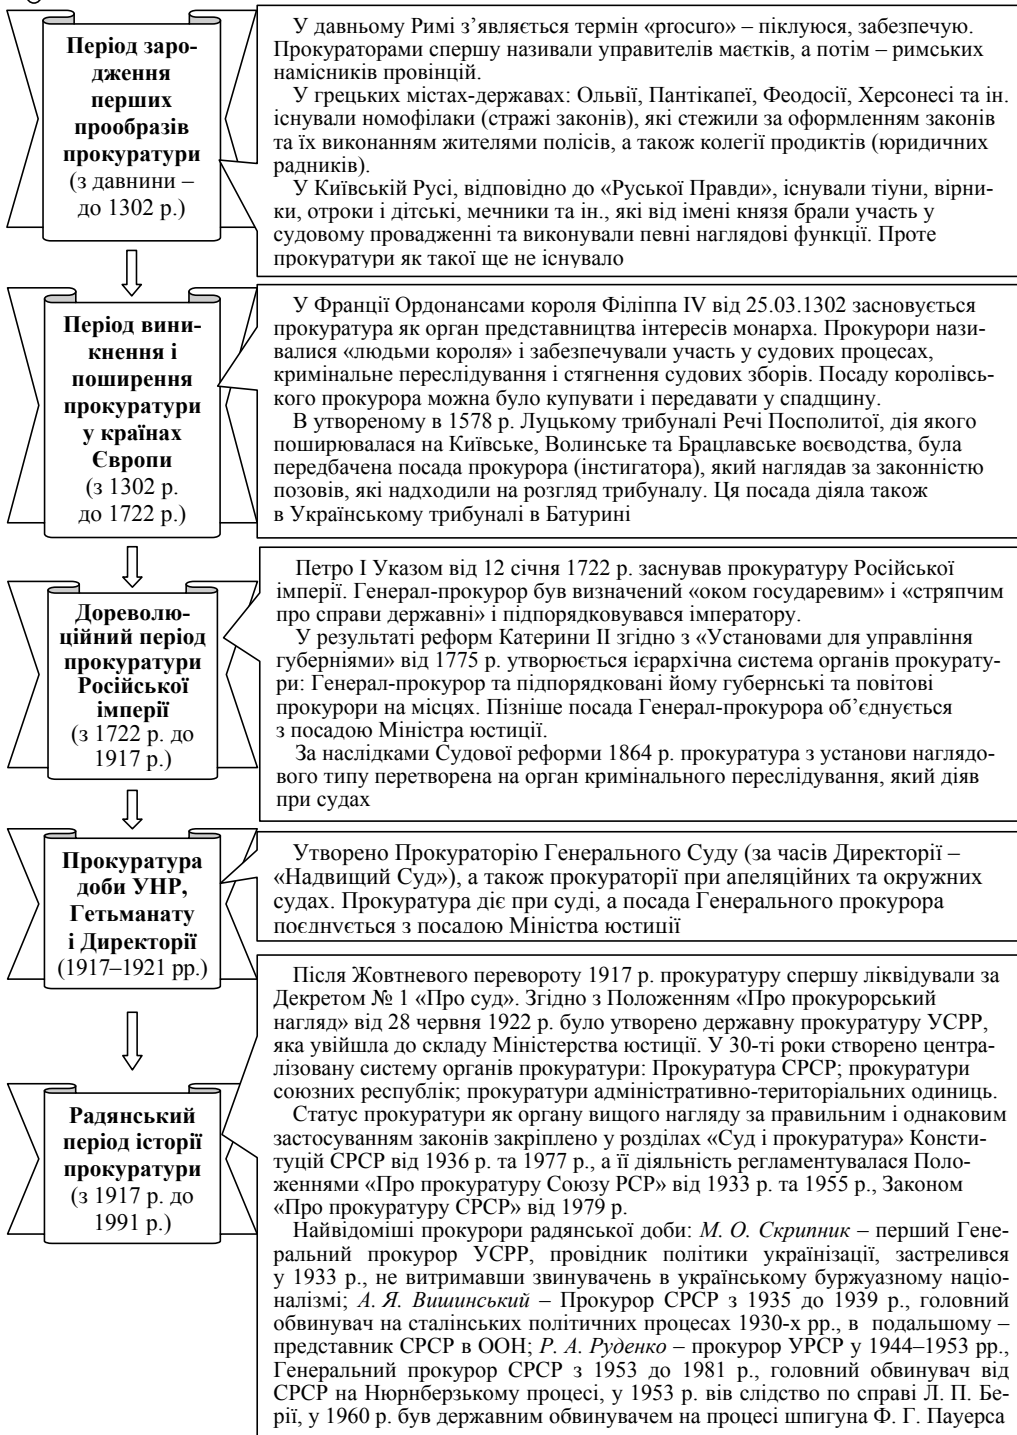 Період заро-
дження
перших
прообразів
прокуратури
(з давнини –
до 1302 р.)
У давньому Римі з’являється термін «procuro» – піклуюся, забезпечую.
Прокураторами спершу називали управителів маєтків, а потім – римських
намісників провінцій.
У грецьких містах-державах: Ольвії, Пантікапеї, Феодосії, Херсонесі та ін.
існували номофілаки (стражі законів), які стежили за оформленням законів
та їх виконанням жителями полісів, а також колегії продиктів (юридичних
радників).
У Київській Русі, відповідно до «Руської Правди», існували тіуни, вірни-
ки, отроки і дітські, мечники та ін., які від імені князя брали участь у
судовому провадженні та виконували певні наглядові функції. Проте
прокуратури як такої ще не існувало
Період вини-
кнення і
поширення
прокуратури
у країнах
Європи
(з 1302 р.
до 1722 р.)
У Франції Ордонансами короля Філіппа IV від 25.03.1302 засновується
прокуратура як орган представництва інтересів монарха. Прокурори нази-
валися «людьми короля» і забезпечували участь у судових процесах,
кримінальне переслідування і стягнення судових зборів. Посаду королівсь-
кого прокурора можна було купувати і передавати у спадщину.
В утвореному в 1578 р. Луцькому трибуналі Речі Посполитої, дія якого
поширювалася на Київське, Волинське та Брацлавське воєводства, була
передбачена посада прокурора (інстигатора), який наглядав за законністю
позовів, які надходили на розгляд трибуналу. Ця посада діяла також
в Українському трибуналі в Батурині
Дореволю-
ційний період
прокуратури
Російської
імперії
(з 1722 р. до
1917 р.)
Петро І Указом від 12 січня 1722 р. заснував прокуратуру Російської
імперії. Генерал-прокурор був визначений «оком государевим» і «стряпчим
про справи державні» і підпорядковувався імператору.
У результаті реформ Катерини ІІ згідно з «Установами для управління
губерніями» від 1775 р. утворюється ієрархічна система органів прокурату-
ри: Генерал-прокурор та підпорядковані йому губернські та повітові
прокурори на місцях. Пізніше посада Генерал-прокурора об’єднується
з посадою Міністра юстиції.
За наслідками Судової реформи 1864 р. прокуратура з установи наглядо-
вого типу перетворена на орган кримінального переслідування, який діяв
при судах
Прокуратура
доби УНР,
Гетьманату
і Директорії
(1917–1921 рр.)
Утворено Прокураторію Генерального Суду (за часів Директорії –
«Надвищий Суд»), а також прокураторії при апеляційних та окружних
судах. Прокуратура діє при суді, а посада Генерального прокурора
поєднується з посадою Міністра юстиції
Радянський
період історії
прокуратури
(з 1917 р. до
1991 р.)
Після Жовтневого перевороту 1917 р. прокуратуру спершу ліквідували за
Декретом № 1 «Про суд». Згідно з Положенням «Про прокурорський
нагляд» від 28 червня 1922 р. було утворено державну прокуратуру УСРР,
яка увійшла до складу Міністерства юстиції. У 30-ті роки створено центра-
лізовану систему органів прокуратури: Прокуратура СРСР; прокуратури
союзних республік; прокуратури адміністративно-територіальних одиниць.
Статус прокуратури як органу вищого нагляду за правильним і однаковим
застосуванням законів закріплено у розділах «Суд і прокуратура» Консти-
туцій СРСР від 1936 р. та 1977 р., а її діяльність регламентувалася Поло-
женнями «Про прокуратуру Союзу РСР» від 1933 р. та 1955 р., Законом
«Про прокуратуру СРСР» від 1979 р.
Найвідоміші прокурори радянської доби: М. О. Скрипник – перший Гене-
ральний прокурор УСРР, провідник політики українізації, застрелився
у 1933 р., не витримавши звинувачень в українському буржуазному націо-
налізмі; А. Я. Вишинський – Прокурор СРСР з 1935 до 1939 р., головний
обвинувач на сталінських політичних процесах 1930-х рр., в подальшому –
представник СРСР в ООН; Р. А. Руденко – прокурор УРСР у 1944–1953 рр.,
Генеральний прокурор СРСР з 1953 до 1981 р., головний обвинувач від
СРСР на Нюрнберзькому процесі, у 1953 р. вів слідство по справі Л. П. Бе-
рії, у 1960 р. був державним обвинувачем на процесі шпигуна Ф. Г. Пауерса